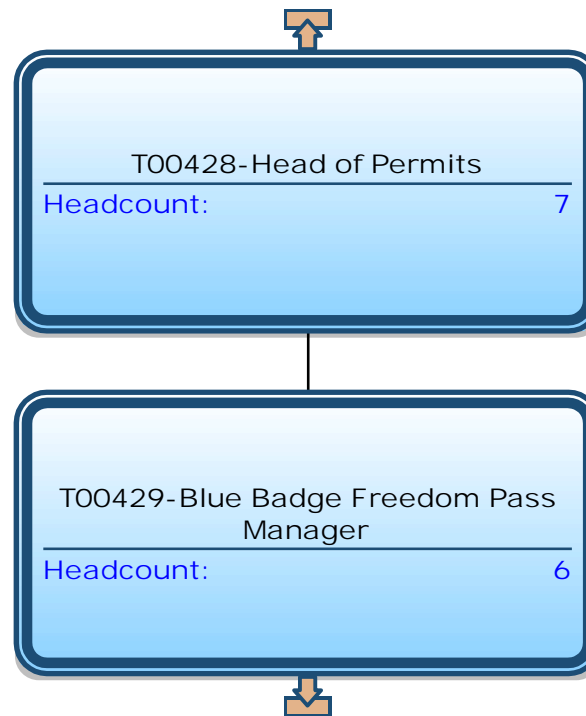 T00428-Head of Permits
Headcount: 7
T00429-Blue Badge Freedom Pass
Manager
Headcount: 6